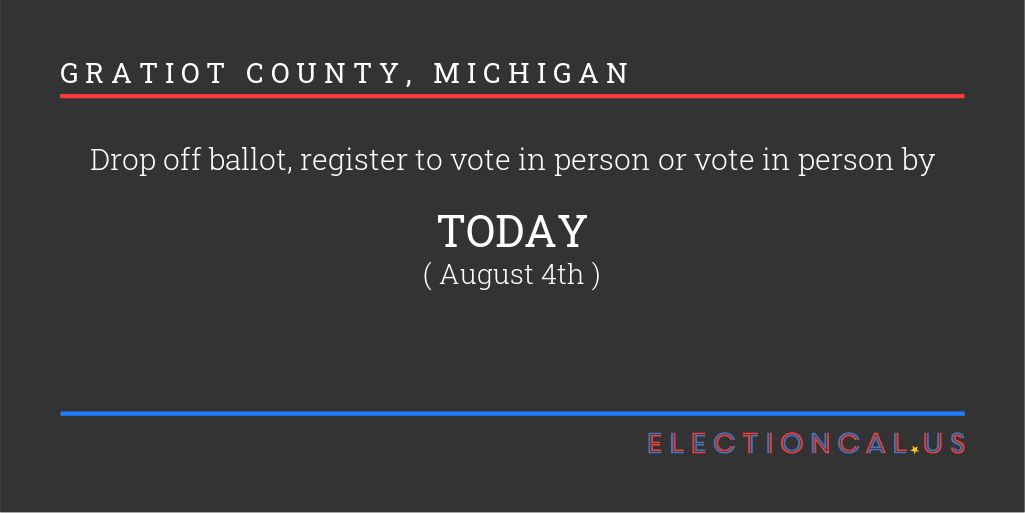 GRATIOT COUNTY, MICHIGAN
Drop off ballot, register to vote in person or vote in person by
TODAY
( August 4th )
ELECTIONCAL.US